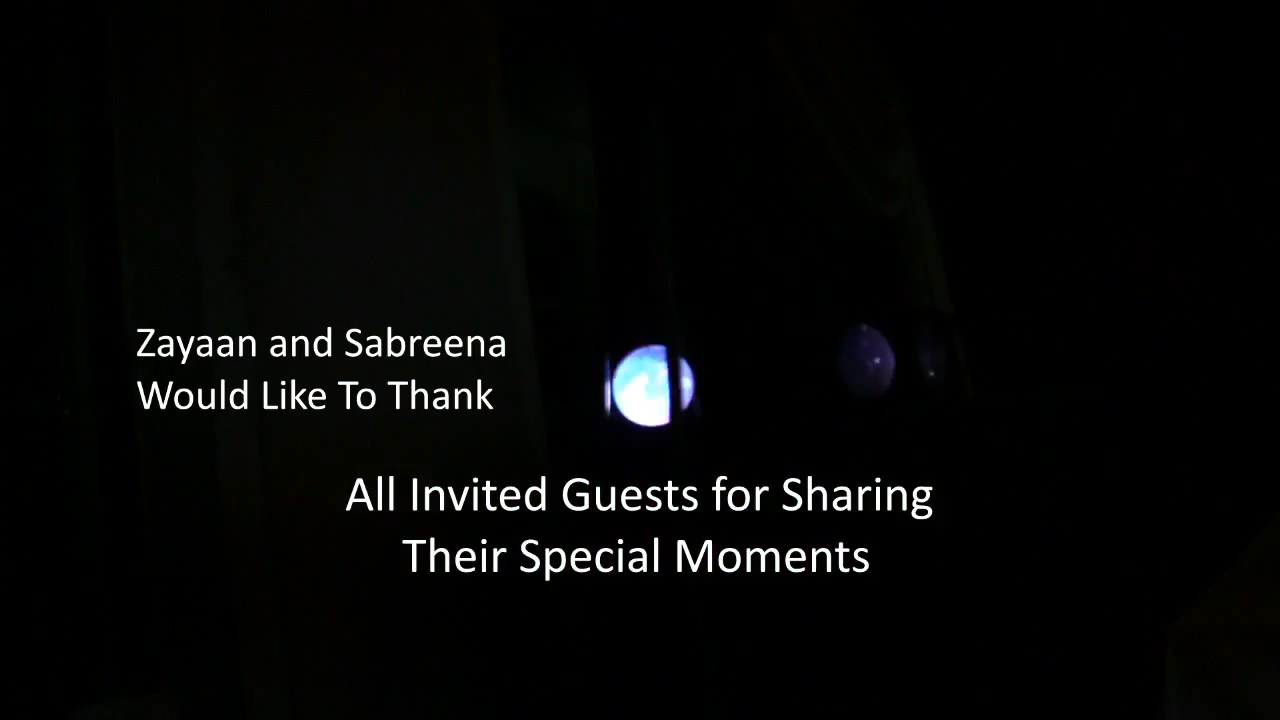 Zayaan and Sabreena
Would Like To Thank
All Invited Guests for Sharing
Their Special Moments